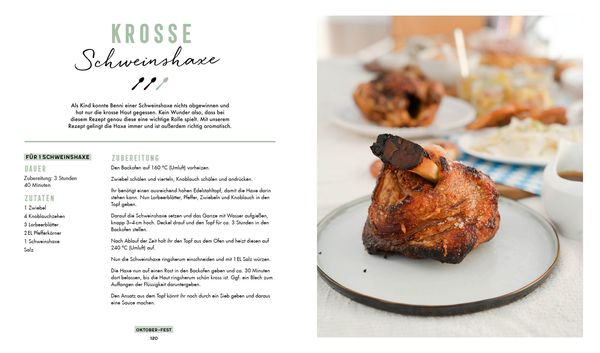 KROSSE
Schweinshaxe
Als Kind konnte Benni einer Schweinshaxe nichts abgewinnen und
hat nur die krosse Haut gegessen. Kein Wunder also, dass bei
diesem Rezept genau diese eine wichtige Rolle spielt. Mit unserem
Rezept gelingt die Haxe immer und ist außerdem richtig aromatisch.
FÜR 1 SCHWEINSHAXE
DAUER
Zubereitung: 3 Stunden
40 Minuten
ZUTATEN
1 Zwiebel
4 Knoblauchzehen
3 Lorbeerblätter
2 EL Pfefferkörner
1 Schweinshaxe
Salz
ZUBEREITUNG
Den Backofen auf 160 °C (Umluft) vorheizen.
Zwiebel schälen und vierteln, Knoblauch schälen und andrücken.
Ihr benötigt einen ausreichend hohen Edelstahltopf, damit die Haxe darin
stehen kann. Nun Lorbeerblätter, Pfeffer, Zwiebeln und Knoblauch in den
Topf geben.
Darauf die Schweinshaxe setzen und das Ganze mit Wasser aufgießen,
knapp 3–4 cm hoch. Deckel drauf und den Topf für ca. 3 Stunden in den
Backofen stellen.
Nach Ablauf der Zeit holt ihr den Topf aus dem Ofen und heizt diesen auf
240 °C (Umluft) auf.
Nun die Schweinshaxe ringsherum einschneiden und mit 1 EL Salz würzen.
Die Haxe nun auf einen Rost in den Backofen geben und ca. 30 Minuten
dort belassen, bis die Haut ringsherum schön kross ist. Ggf. ein Blech zum
Auffangen der Flüssigkeit daruntergeben.
Den Ansatz aus dem Topf könnt ihr noch durch ein Sieb geben und daraus
eine Sauce machen.
OKTOBER-FEST
120